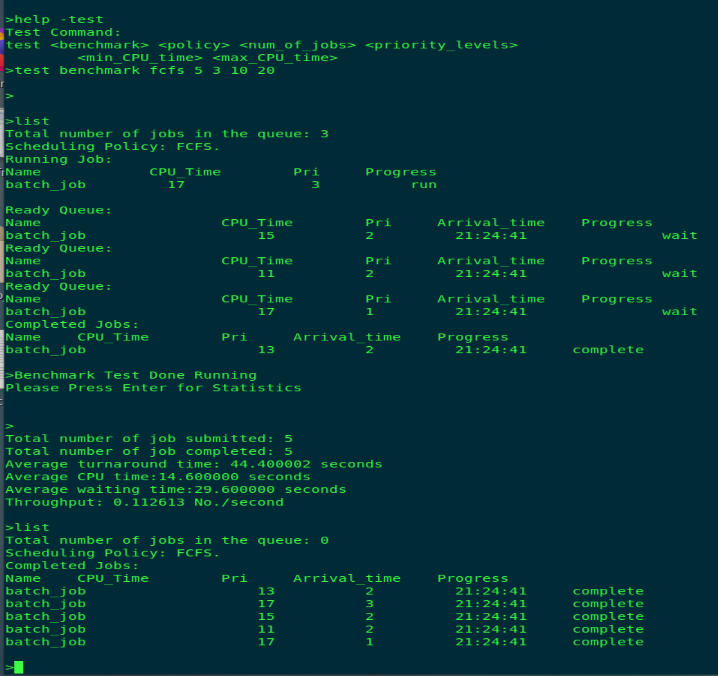 >help -test
Test Command:
test <benchmark> <policy> <num_of_jobs> <priority_levels>
<min_CPU_time> <max_CPU_time>
>test benchmark fcfs 5 3 10 20
>
>list
Total number of jobs in the queue: 3
Scheduling Policy: FCFS.
Running Job:
Name CPU_Time Pri Progress
batch_job 17 3 run
Ready Queue:
Name CPU_Time Pri Arrival_time Progress
batch_job 15 2 21:24:41 wait
Ready Queue:
Name CPU_Time Pri Arrival_time Progress
batch_job 11 2 21:24:41 wait
Ready Queue:
Name CPU_Time Pri Arrival_time Progress
batch_job 17 1 21:24:41 wait
Completed Jobs:
Name CPU_Time Pri Arrival_time Progress
batch_job 13 2 21:24:41 complete
>Benchmark Test Done Running
Please Press Enter for Statistics
>
Total number of job submitted: 5
Total number of job completed: 5
Average turnaround time: 44.400002 seconds
Average CPU time:14.600000 seconds
Average waiting time:29.600000 seconds
Throughput: 0.112613 No./second
>list
Total number of jobs in the queue: 0
Scheduling Policy: FCFS.
Completed Jobs:
Name CPU_Time Pri Arrival_time Progress
batch_job 13 2 21:24:41 complete
batch_job 17 3 21:24:41 complete
batch_job 15 2 21:24:41 complete
batch_job 11 2 21:24:41 complete
batch_job 17 1 21:24:41 complete
>